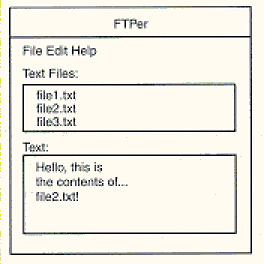 FTPer
File Edit Help
Text Files:
file1.txt
file2.txt
file3.txt
Text:
Hello, this is
the contents of...
file2.txt!